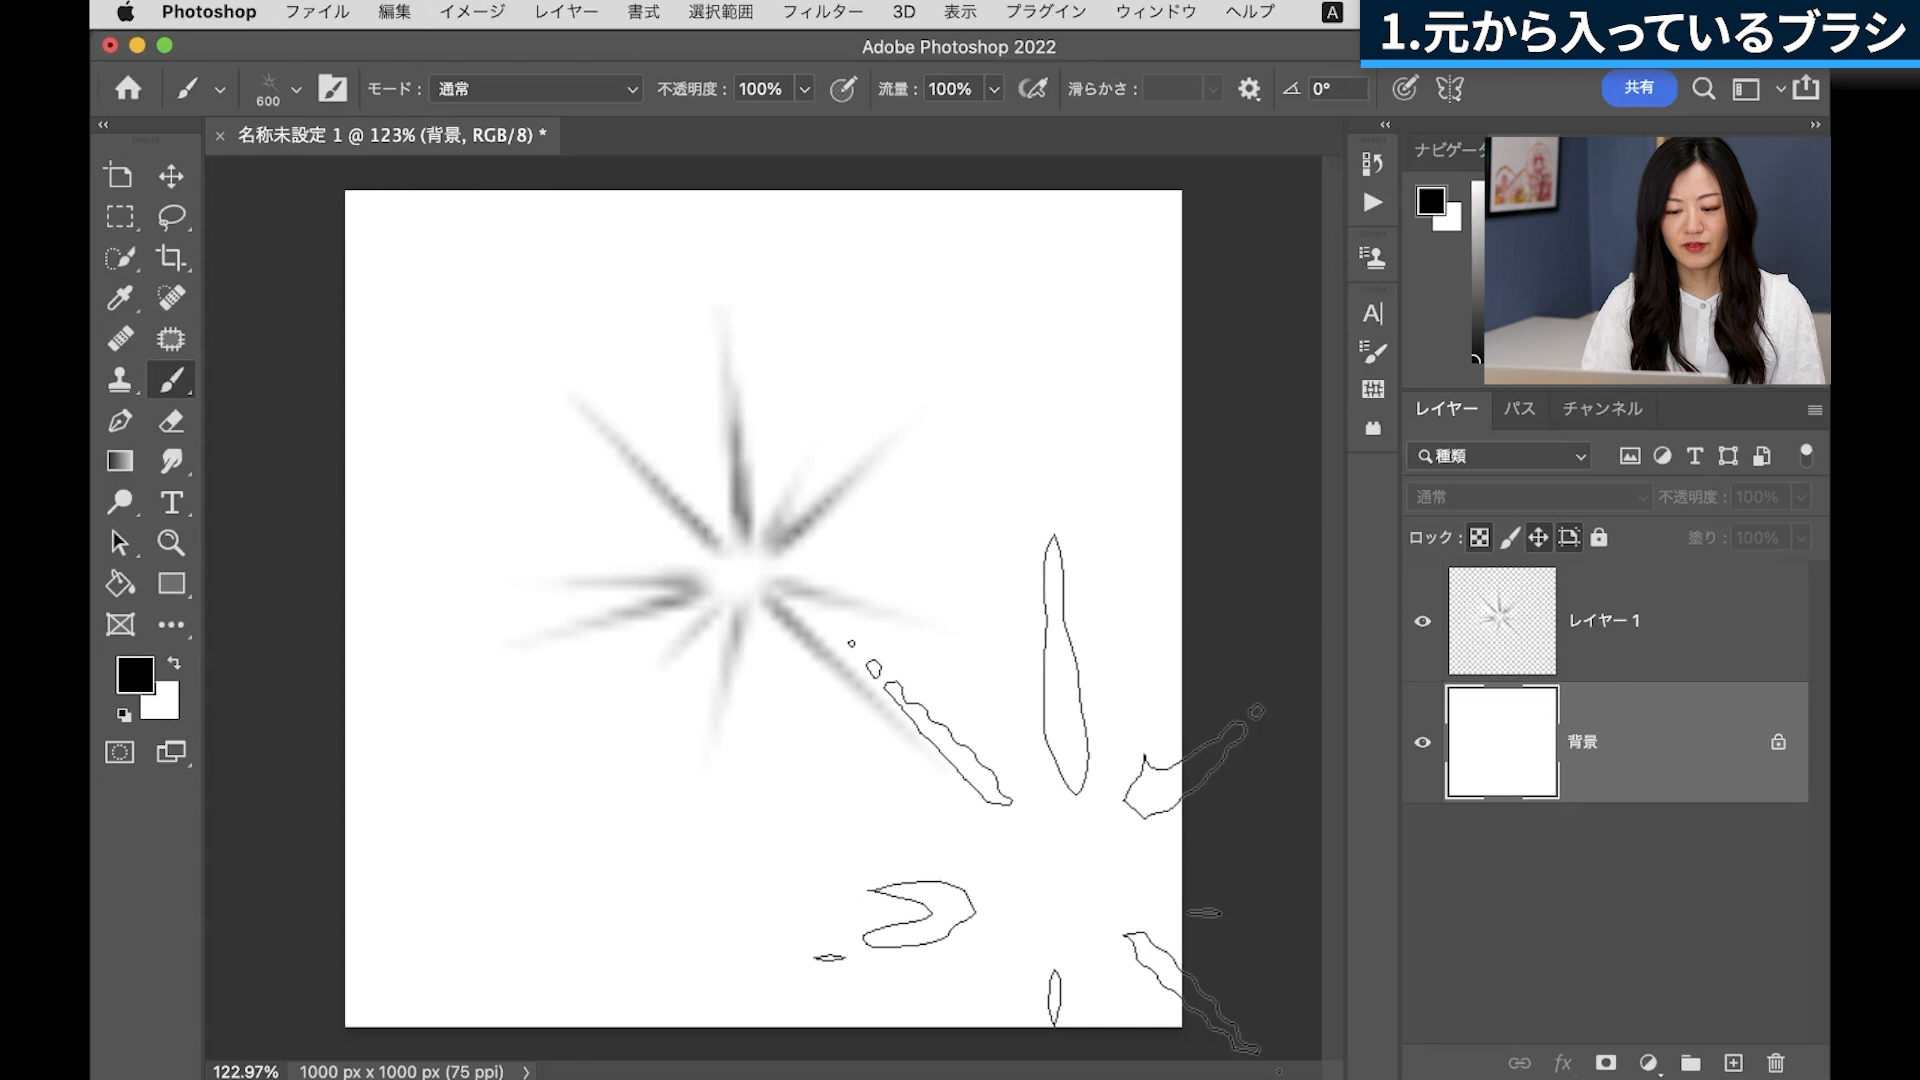 Photoshop ファイル 編集 イメージ レイヤー 書式 選択範囲 フィルター 3D 表示 プラグイン ウィンドウ ヘルプ A
1.元から入っているブラシ
Adobe Photoshop 2022
600 モード : 通常 不透明度 : 100% 流量 : 100% 滑らかさ : 0° 共有
× 名称未設定 1 @ 123% (背景, RGB/8) *
ナビゲー
レイヤー パス チャンネル
種類
通常 不透明度 : 100%
ロック : 塗り : 100%
レイヤー 1
背景
fx
122.97% 1000 px x 1000 px (75 ppi)